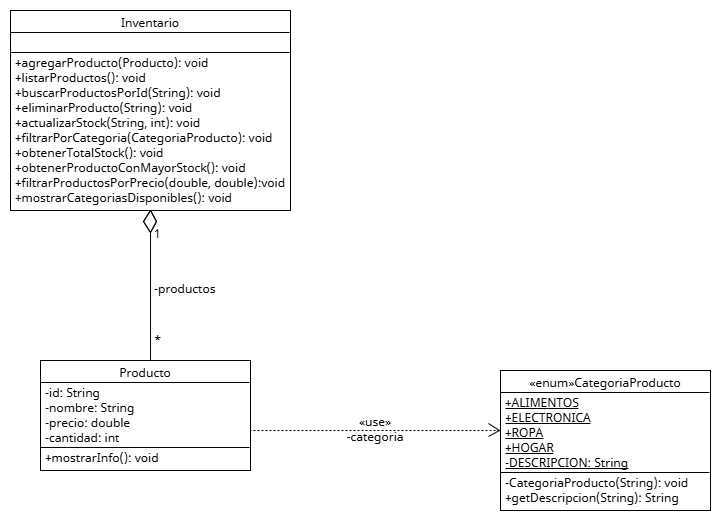 Inventario
+agregarProducto(Producto): void
+listarProductos(): void
+buscarProductosPorId(String): void
+eliminarProducto(String): void
+actualizarStock(String, int): void
+filtrarPorCategoria(CategoriaProducto): void
+obtenerTotalStock(): void
+obtenerProductoConMayorStock(): void
+filtrarProductosPorPrecio(double, double):void
+mostrarCategoriasDisponibles(): void
1
-productos
*
Producto
-id: String
-nombre: String
-precio: double
-cantidad: int
+mostrarInfo(): void
«use»
-categoria
«enum»CategoriaProducto
+ALIMENTOS
+ELECTRONICA
+ROPA
+HOGAR
-DESCRIPCION: String
-CategoriaProducto(String): void
+getDescripcion(String): String